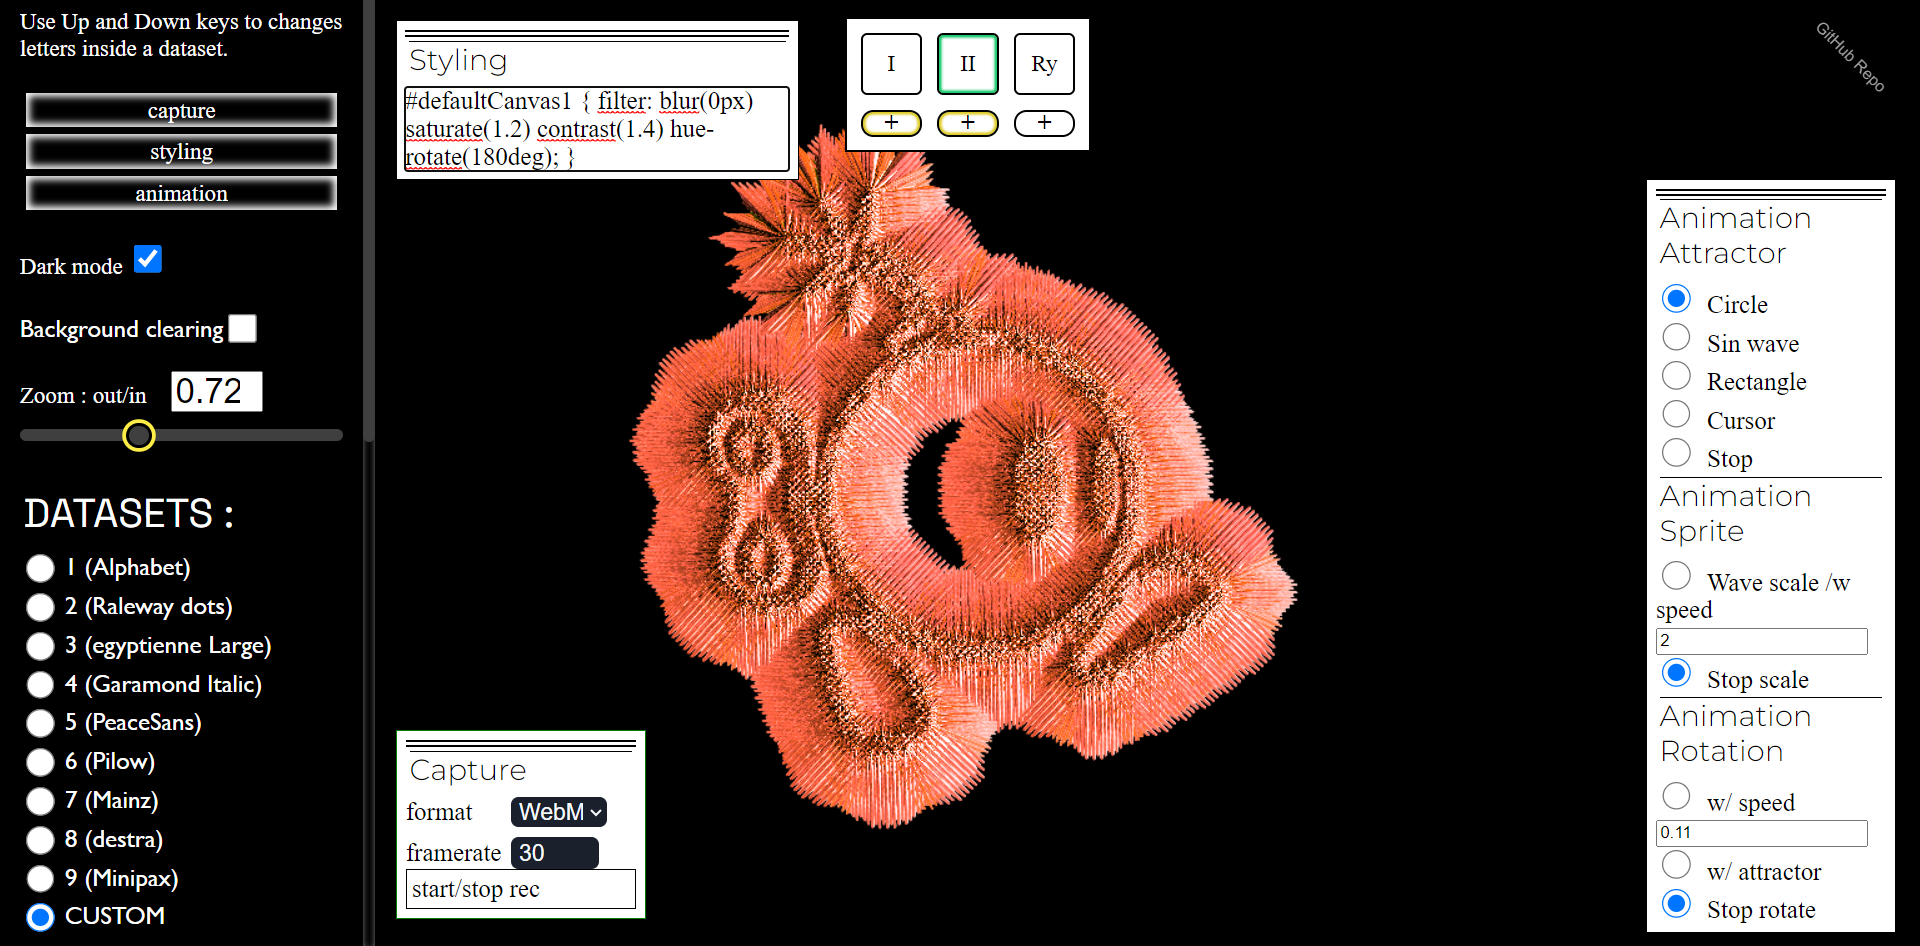 Use Up and Down keys to changes
letters inside a dataset.
capture
styling
animation
Dark mode
Background clearing
Zoom : out/in 0.72
DATASETS :
1 (Alphabet)
2 (Raleway dots)
3 (egyptienne Large)
4 (Garamond Italic)
5 (PeaceSans)
6 (Pilow)
7 (Mainz)
8 (destra)
9 (Minipax)
CUSTOM
Styling
#defaultCanvas1 { filter: blur(0px)
saturate(1.2) contrast(1.4) hue-
rotate(180deg); }
I II Ry
+ + +
GitHub Repo
Capture
format WebM
framerate 30
start/stop rec
Animation
Attractor
Circle
Sin wave
Rectangle
Cursor
Stop
Animation
Sprite
Wave scale /w
speed
2
Stop scale
Animation
Rotation
w/ speed
0.11
w/ attractor
Stop rotate